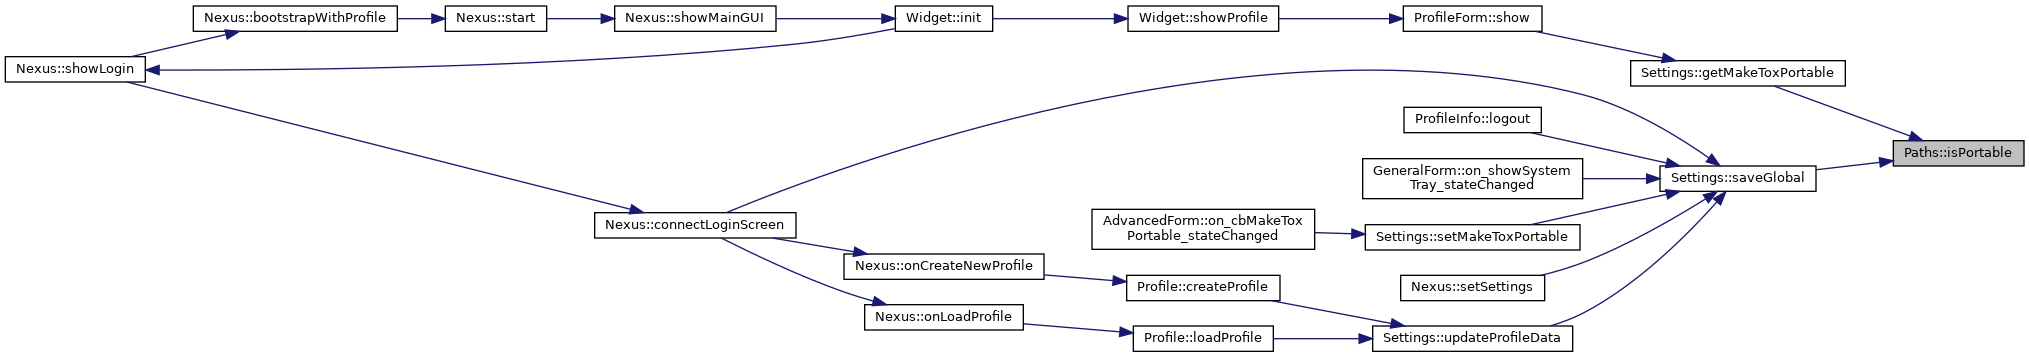 Nexus::bootstrapWithProfile
Nexus::start
Nexus::showMainGUI
Widget::init
Widget::showProfile
ProfileForm::show
Nexus::showLogin
Settings::getMakeToxPortable
ProfileInfo::logout
Paths::isPortable
GeneralForm::on_showSystem
Tray_stateChanged
Settings::saveGlobal
Nexus::connectLoginScreen
AdvancedForm::on_cbMakeTox
Portable_stateChanged
Settings::setMakeToxPortable
Nexus::onCreateNewProfile
Profile::createProfile
Nexus::setSettings
Nexus::onLoadProfile
Profile::loadProfile
Settings::updateProfileData